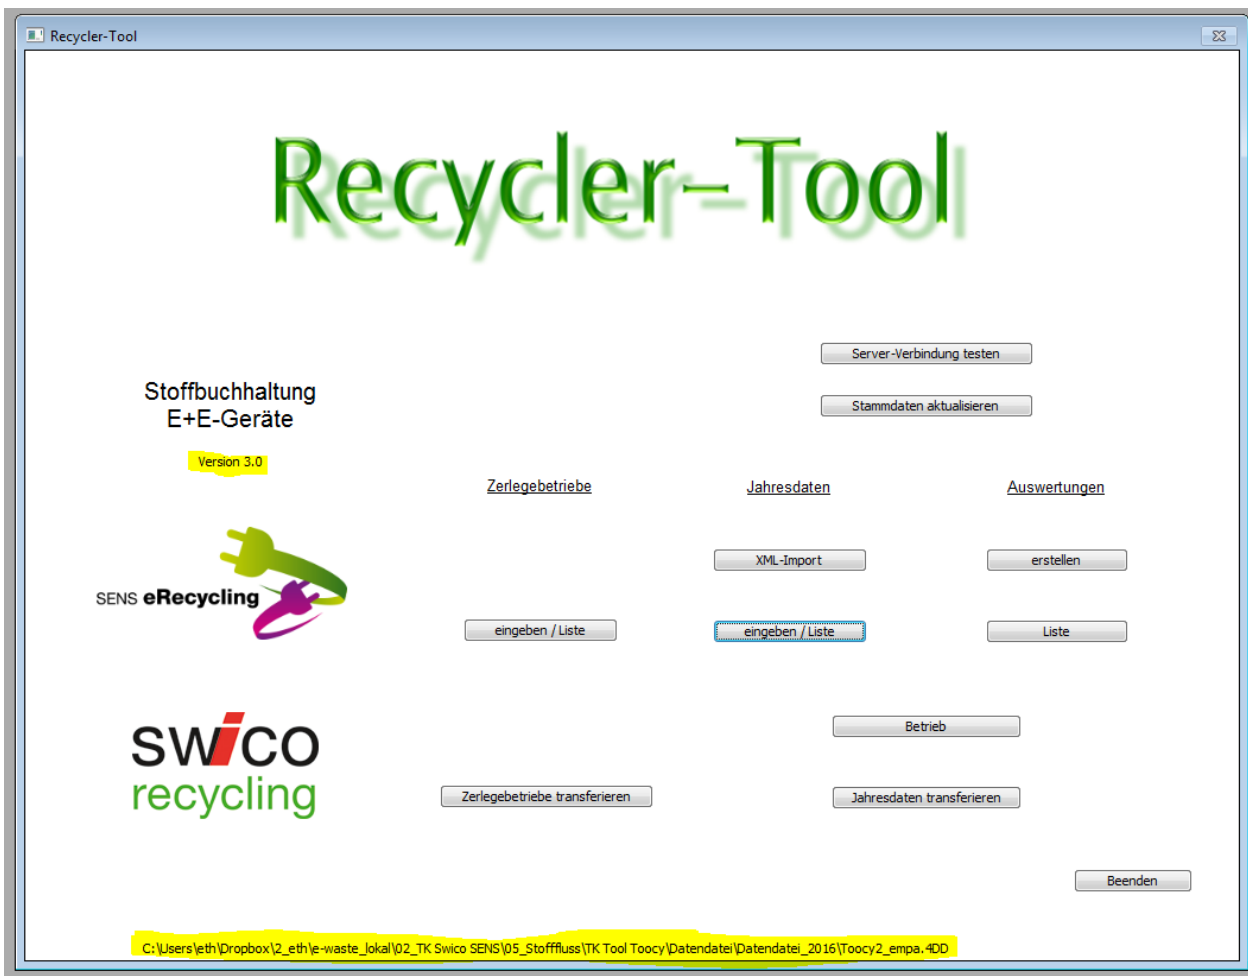 Recycler-Tool
Recycler-Tool
Server-Verbindung testen
Stoffbuchhaltung
E+E-Geräte
Stammdaten aktualisieren
Version 3.0
Zerlegebetriebe
Jahresdaten
Auswertungen
XML-Import
erstellen
SENS eRecycling
eingeben / Liste
eingeben / Liste
Liste
swico
recycling
Betrieb
Zerlegebetriebe transferieren
Jahresdaten transferieren
Beenden
C:\Users\eth\Dropbox\2_eth\e-waste_lokal\02_TK Swico SENS\05_Stofffluss\TK Tool Toocy\Datendatei\Datendatei_2016\Toocy2_empa.4DD